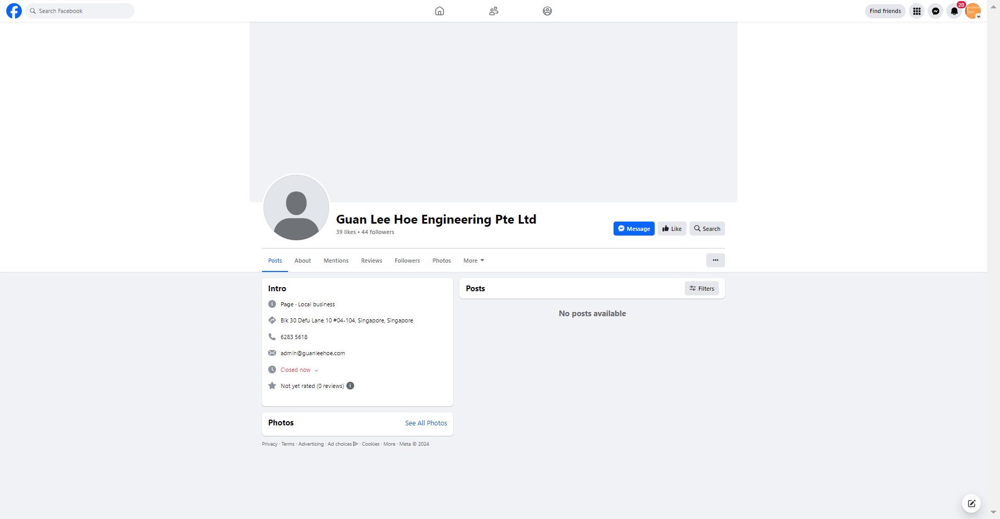 Search Facebook
Find friends
20
Guan Lee Hoe Engineering Pte Ltd
39 likes • 44 followers
Message
Like
Search
Posts
About
Mentions
Reviews
Followers
Photos
More
Intro
Page · Local business
Blk 30 Defu Lane 10 #04-104, Singapore, Singapore
6283 5618
admin@guanleehoe.com
Closed now
Not yet rated (0 reviews)
Photos
See All Photos
Privacy · Terms · Advertising · Ad choices · Cookies · More · Meta © 2024
Posts
Filters
No posts available